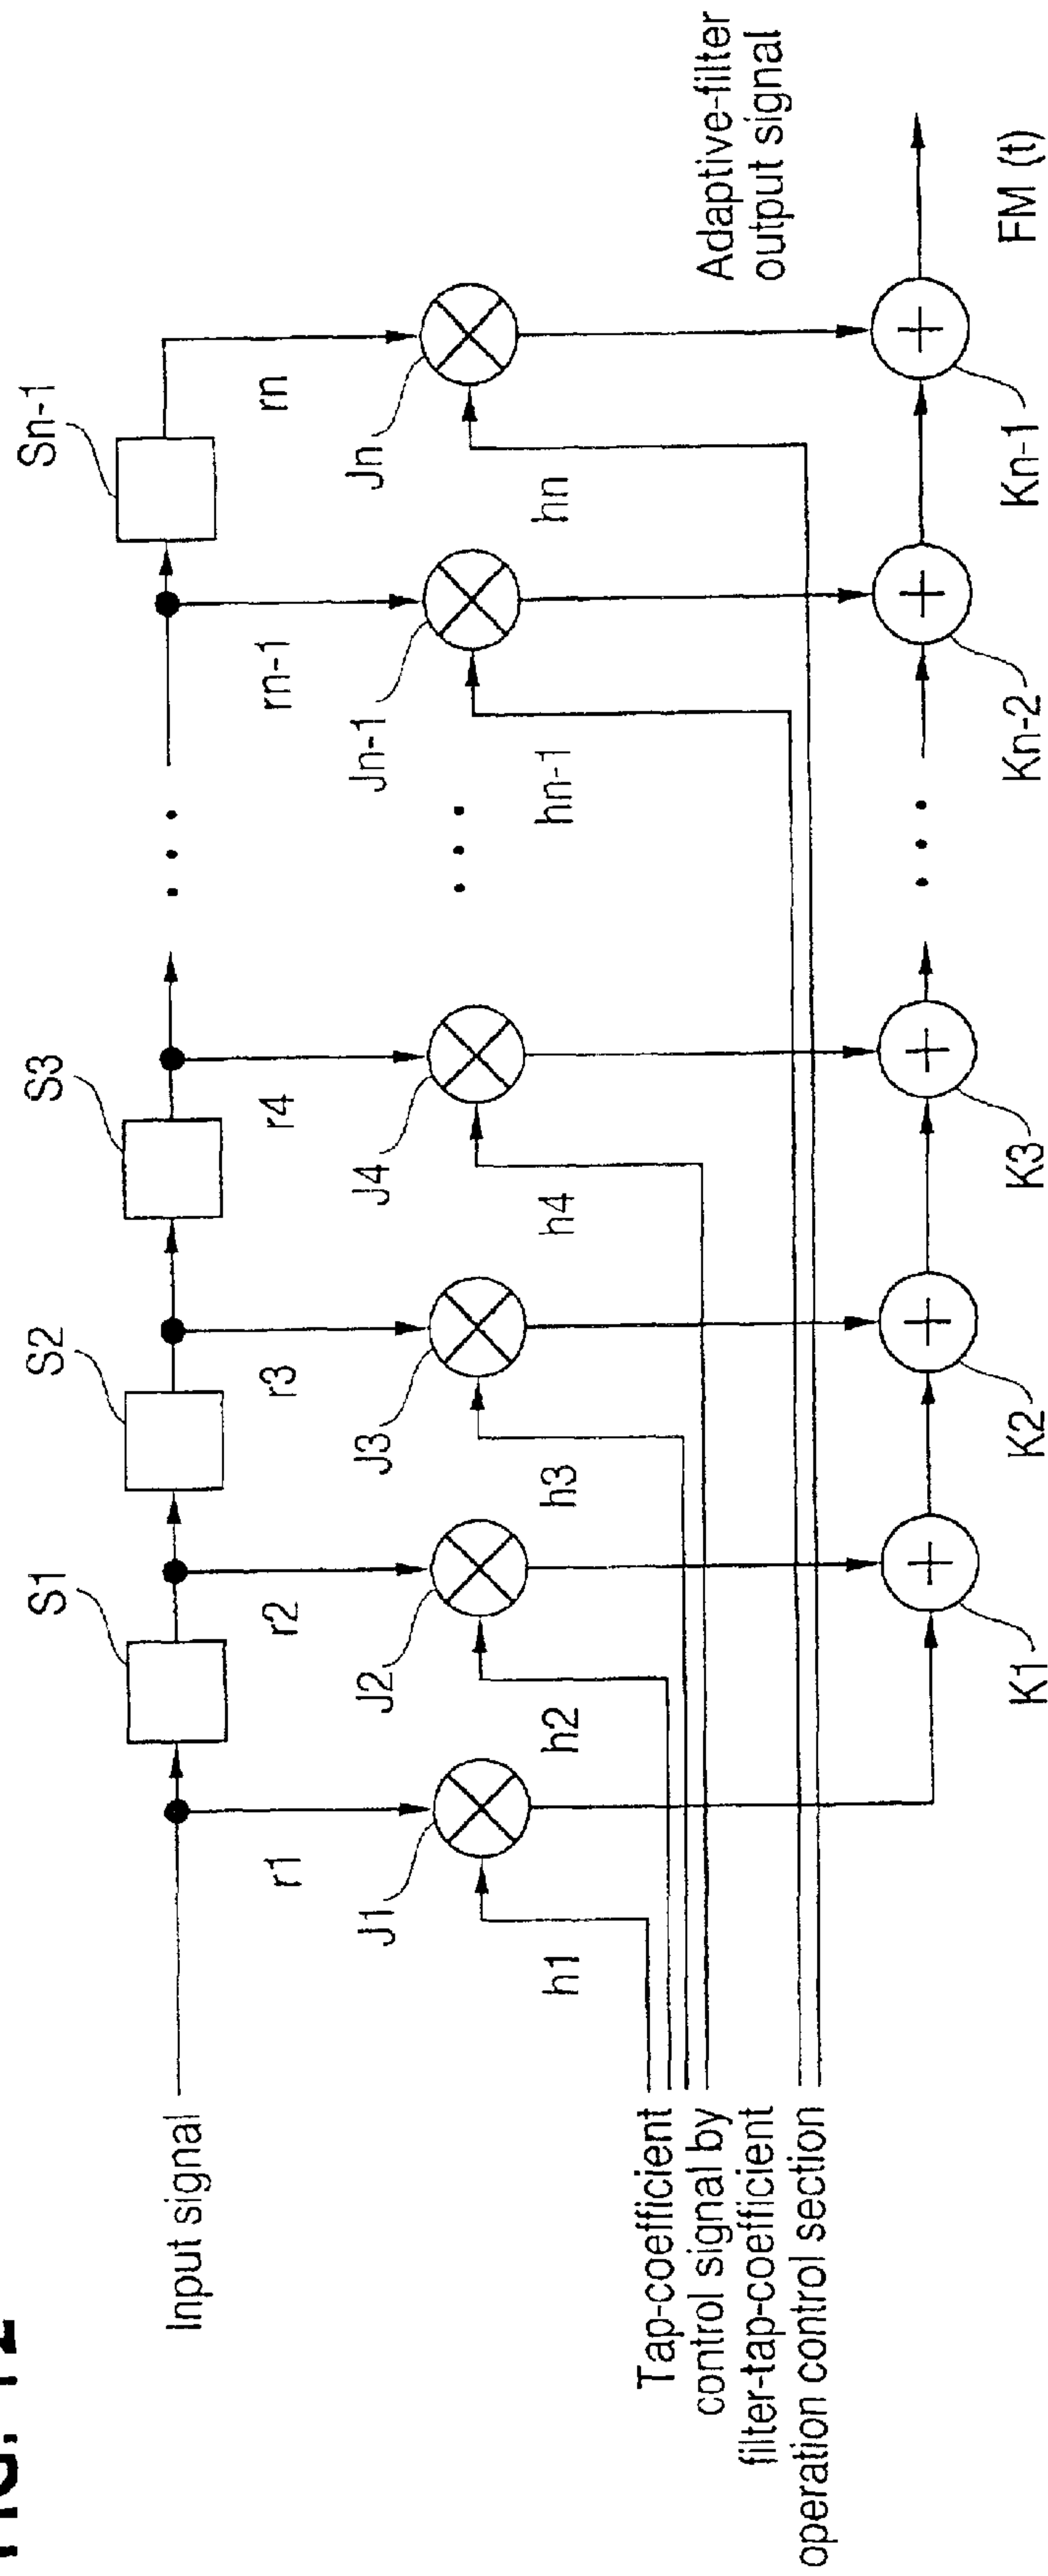 Sn-1
S3
S2
S1
Input signal
rn
rn-1
r4
r3
r2
r1
Jn
Jn-1
J4
J3
J2
J1
hn
hn-1
h4
h3
h2
h1
Tap-coefficient
control signal by
filter-tap-coefficient
operation control section
Adaptive-filter
output signal
FM (t)
Kn-1
Kn-2
K3
K2
K1